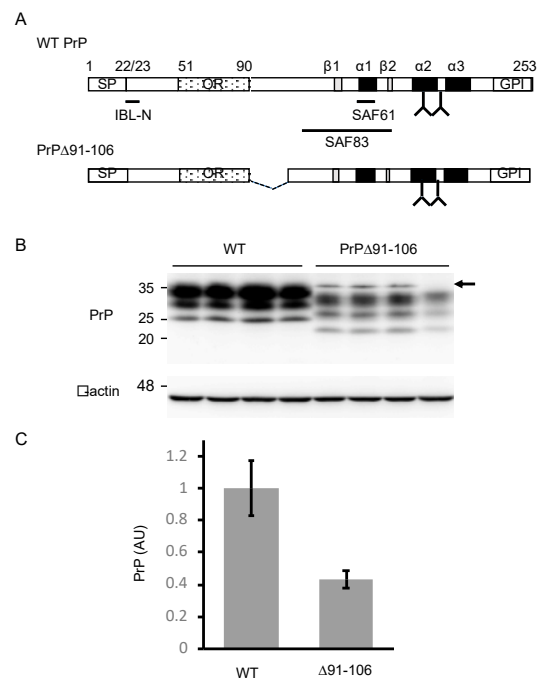 A
WT PrP
1 22/23 51 90 β1 α1 β2 α2 α3 253
SP OR GPI
IBL-N SAF61
SAF83
PrPΔ91-106
SP OR GPI
B
WT PrPΔ91-106
35
PrP
25
20
48
□-actin
C
1.2
1
0.8
0.6
0.4
0.2
0
PrP (AU)
WT Δ91-106